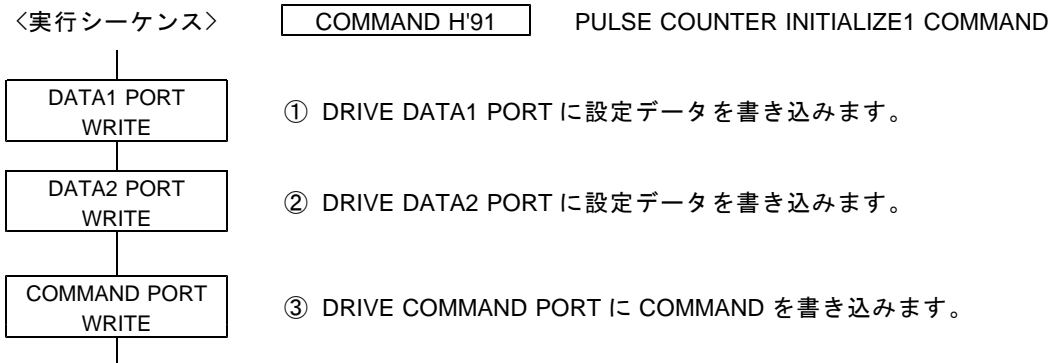 〈実行シーケンス〉 COMMAND H'91 PULSE COUNTER INITIALIZE1 COMMAND
DATA1 PORT
WRITE
① DRIVE DATA1 PORT に設定データを書き込みます。
DATA2 PORT
WRITE
② DRIVE DATA2 PORT に設定データを書き込みます。
COMMAND PORT
WRITE
③ DRIVE COMMAND PORT に COMMAND を書き込みます。